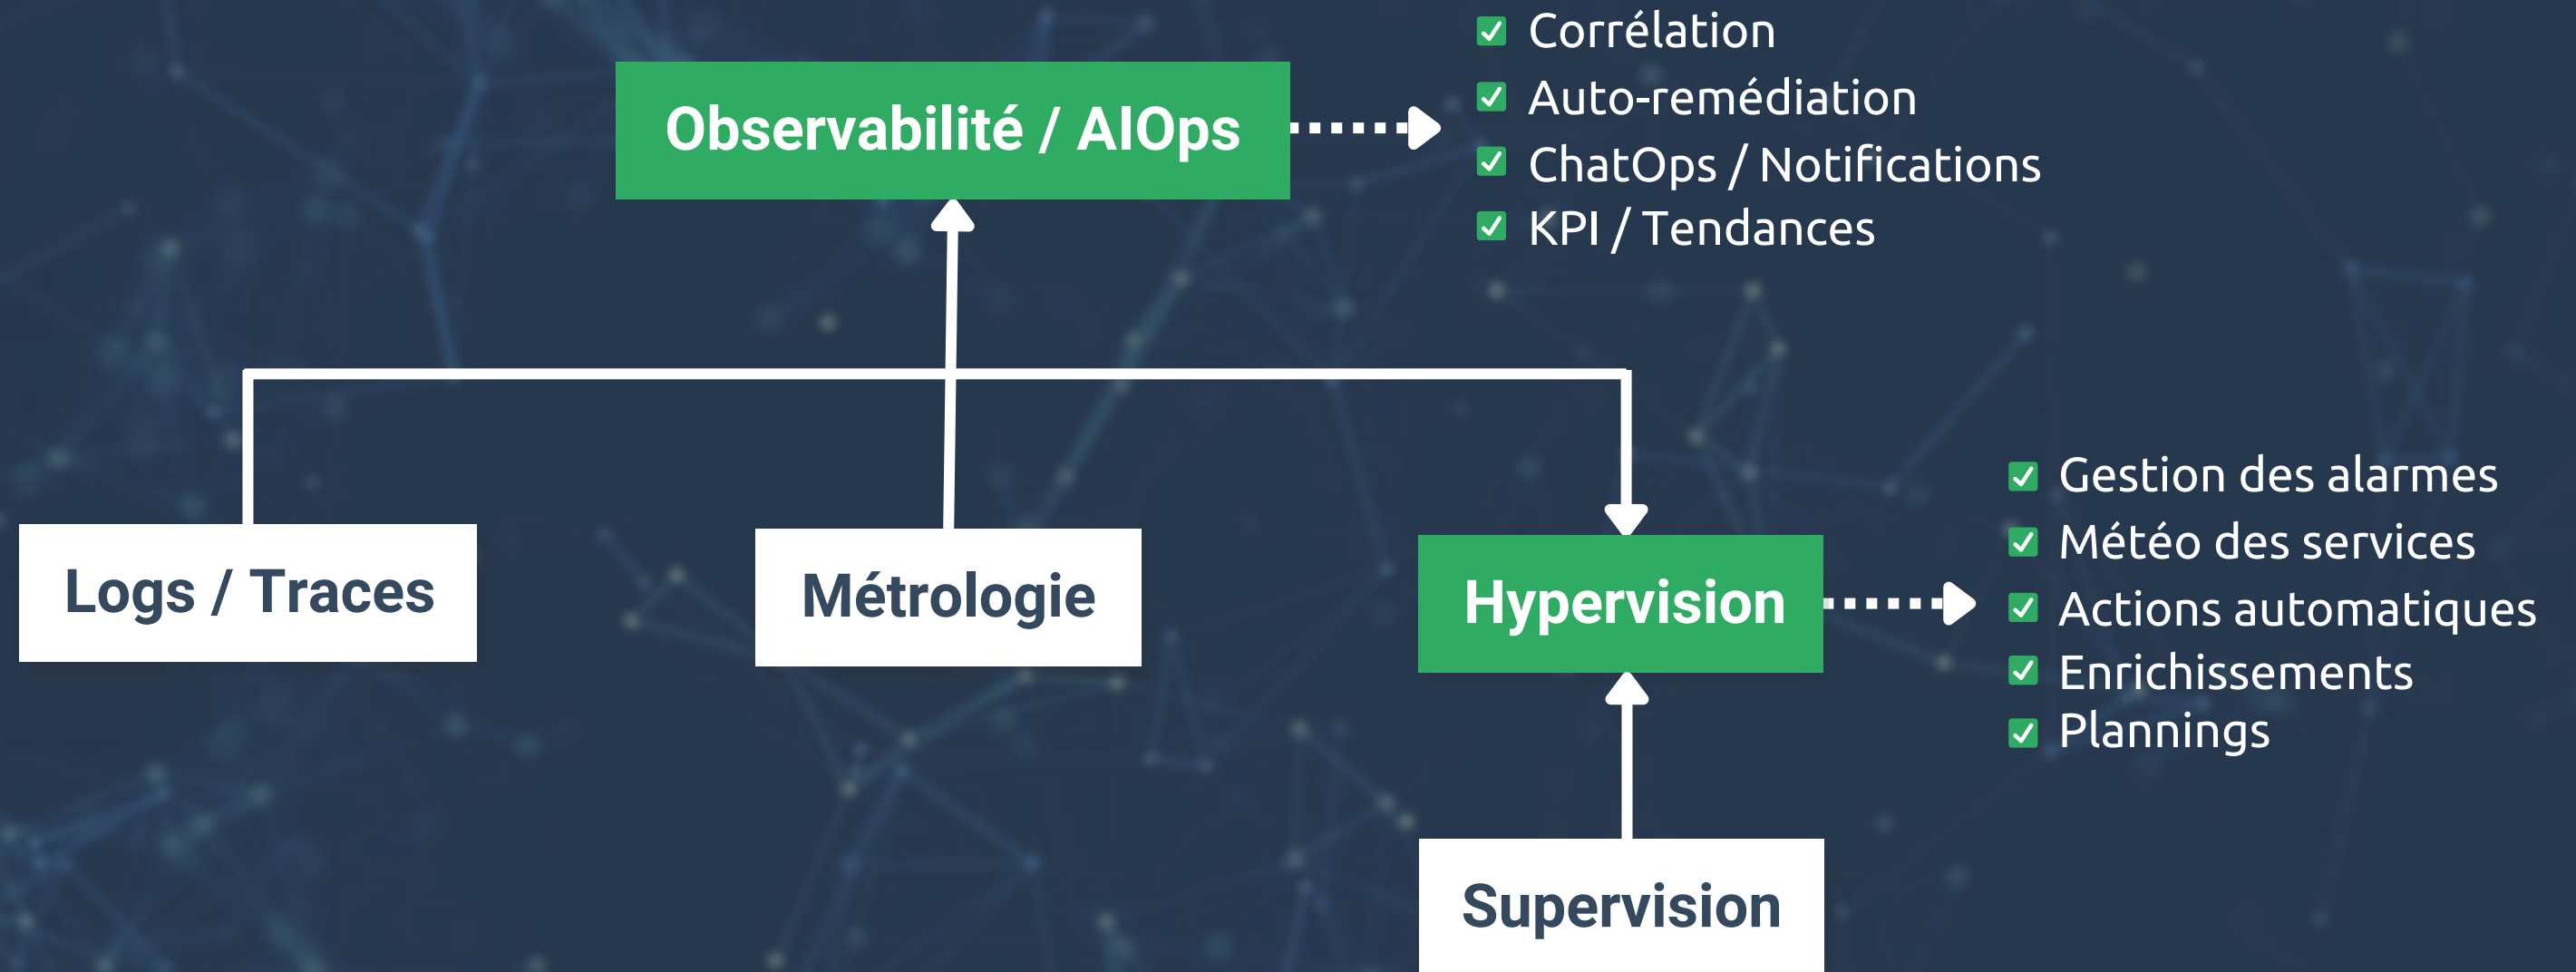 Corrélation
Observabilité / AIOps
Auto-remédiation
ChatOps / Notifications
KPI / Tendances
Logs / Traces
Métrologie
Hypervision
Gestion des alarmes
Météo des services
Actions automatiques
Enrichissements
Plannings
Supervision